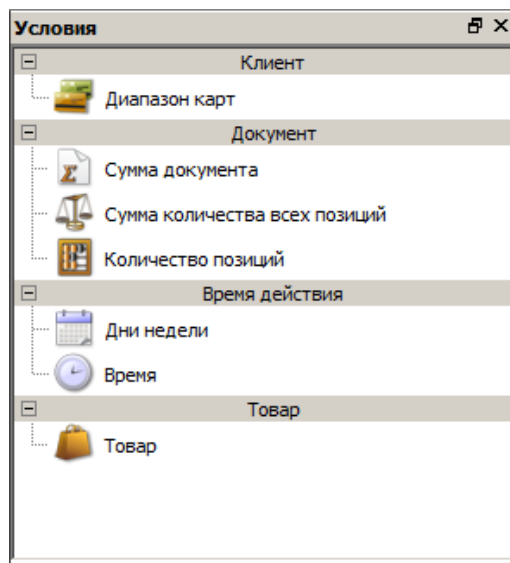 Условия
Клиент
Диапазон карт
Документ
Сумма документа
Сумма количества всех позиций
Количество позиций
Время действия
Дни недели
Время
Товар
Товар